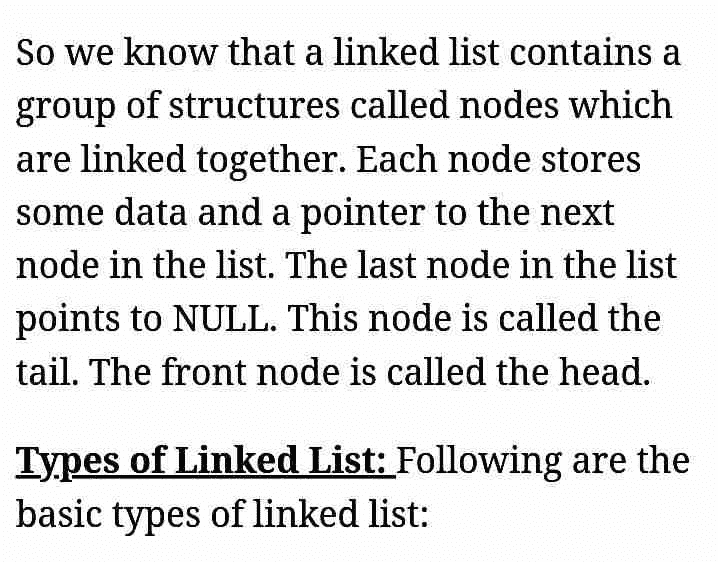 So we know that a linked list contains a
group of structures called nodes which
are linked together. Each node stores
some data and a pointer to the next
node in the list. The last node in the list
points to NULL. This node is called the
tail. The front node is called the head.
Types of Linked List: Following are the
basic types of linked list: